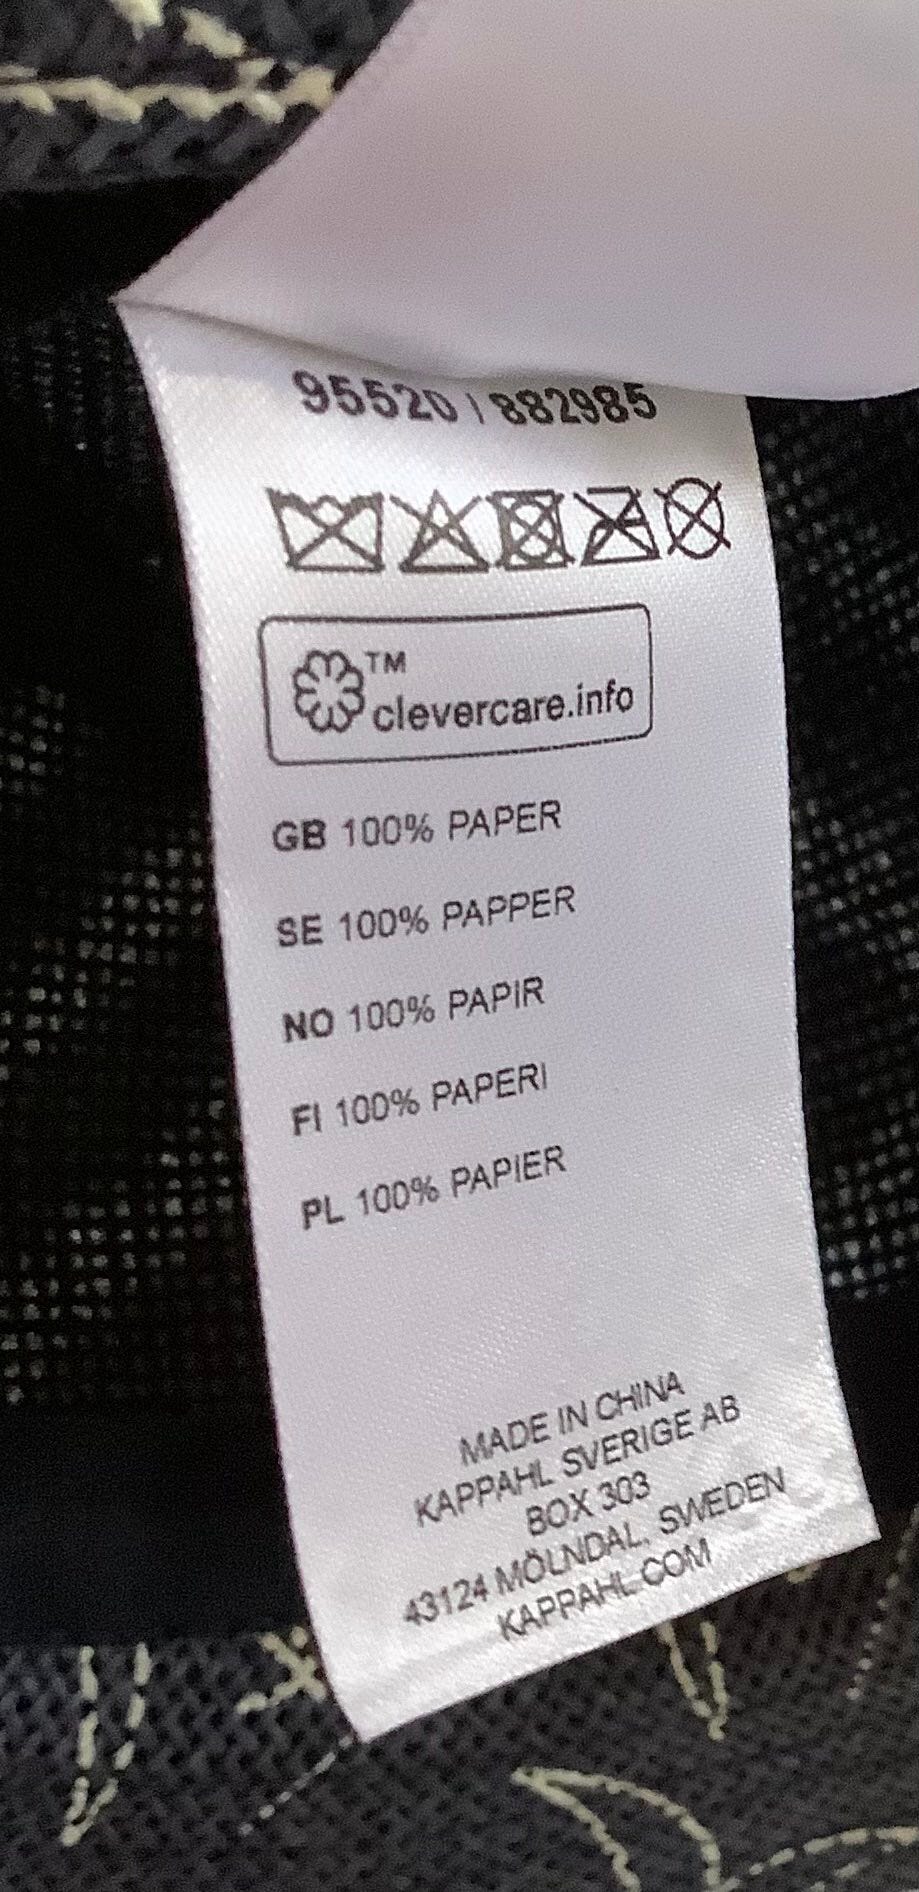 95520 | 882985
TM
clevercare.info
GB 100% PAPER
SE 100% PAPPER
NO 100% PAPIR
FI 100% PAPERI
PL 100% PAPIER
MADE IN CHINA
KAPPAHL SVERIGE AB
BOX 303
43124 MÖLNDAL, SWEDEN
KAPPAHL.COM